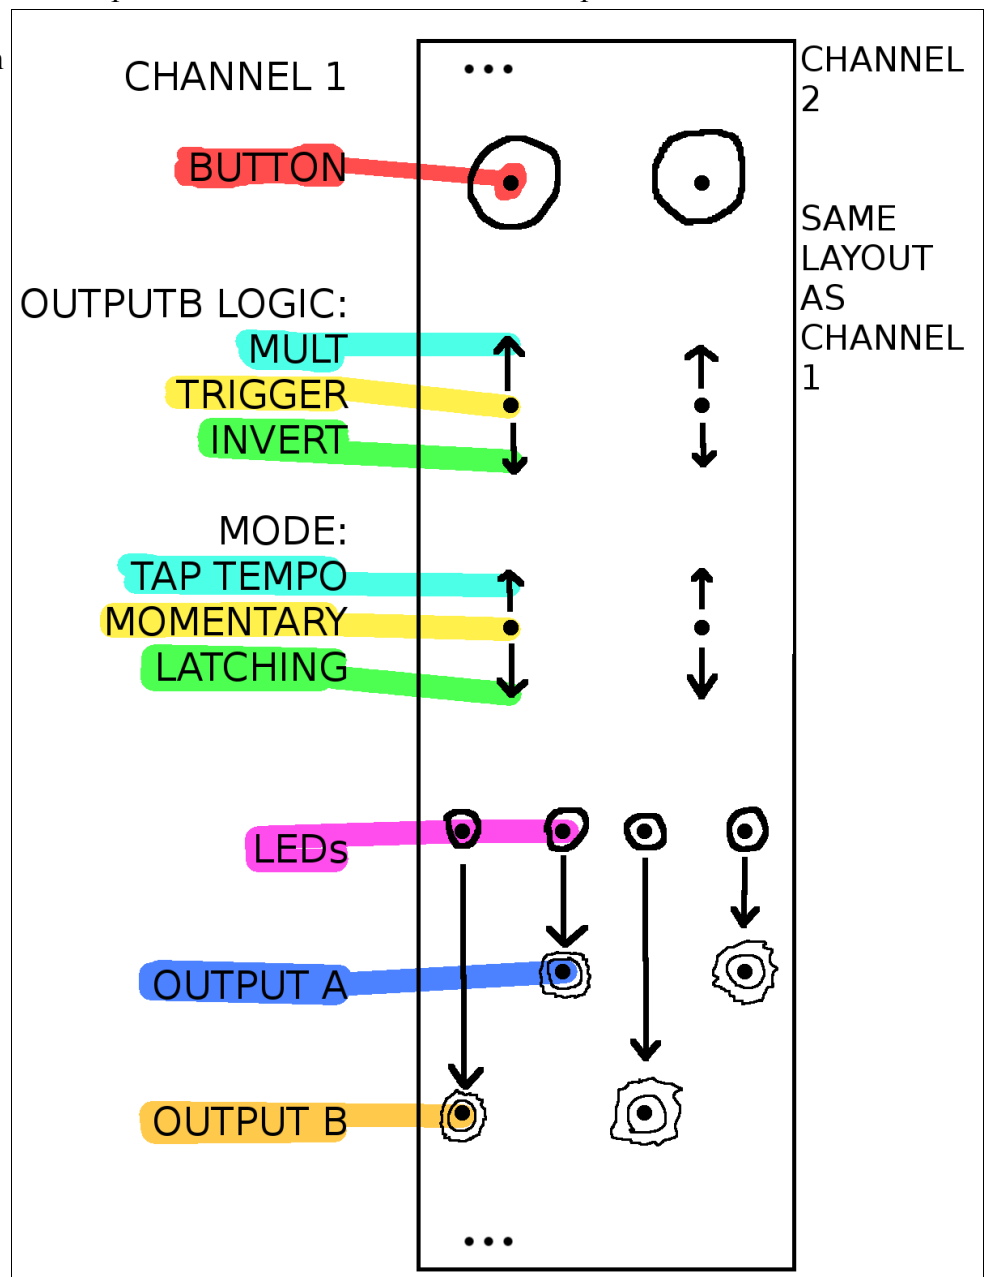 CHANNEL 1
BUTTON
OUTPUTB LOGIC:
MULT
TRIGGER
INVERT
MODE:
TAP TEMPO
MOMENTARY
LATCHING
LEDs
OUTPUT A
OUTPUT B
CHANNEL
2
SAME
LAYOUT
AS
CHANNEL
1